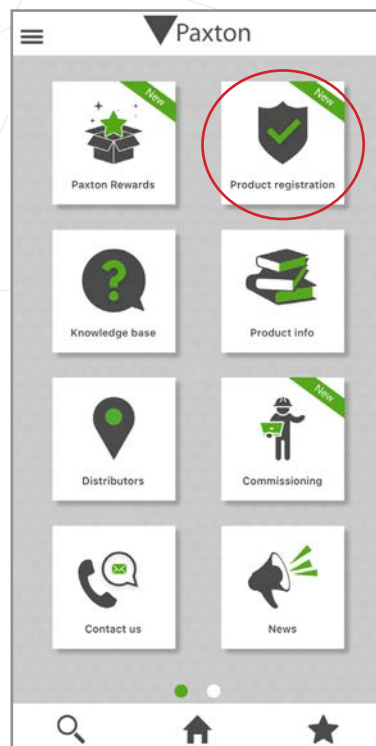 Paxton
New
New
Paxton Rewards
Product registration
Knowledge base
Product info
New
Distributors
Commissioning
Contact us
News